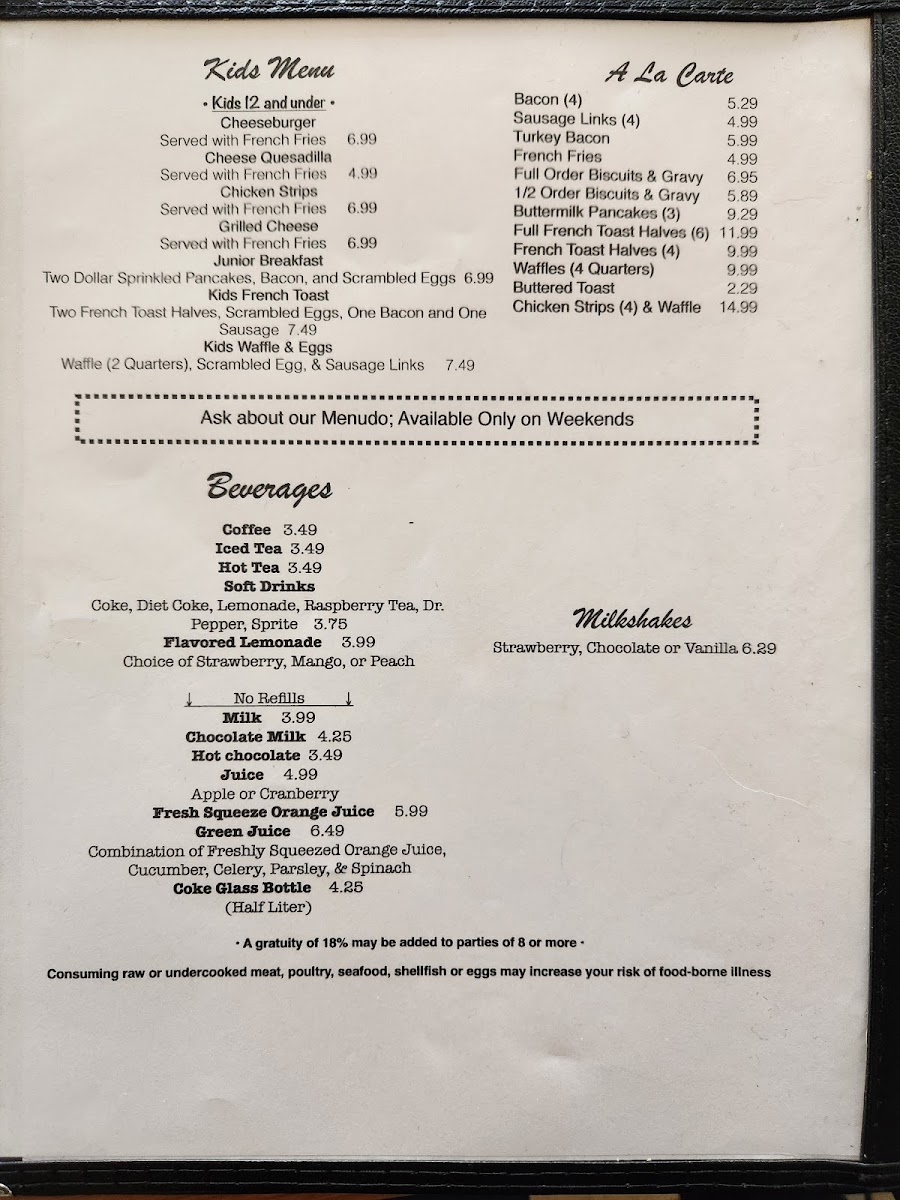 Kids Menu
• Kids 12 and under •
Cheeseburger
Served with French Fries 6.99
Cheese Quesadilla
Served with French Fries 4.99
Chicken Strips
Served with French Fries 6.99
Grilled Cheese
Served with French Fries 6.99
Junior Breakfast
Two Dollar Sprinkled Pancakes, Bacon, and Scrambled Eggs 6.99
Kids French Toast
Two French Toast Halves, Scrambled Eggs, One Bacon and One
Sausage 7.49
Kids Waffle & Eggs
Waffle (2 Quarters), Scrambled Egg, & Sausage Links 7.49
A La Carte
Bacon (4) 5.29
Sausage Links (4) 4.99
Turkey Bacon 5.99
French Fries 4.99
Full Order Biscuits & Gravy 6.95
1/2 Order Biscuits & Gravy 5.89
Buttermilk Pancakes (3) 9.29
Full French Toast Halves (6) 11.99
French Toast Halves (4) 9.99
Waffles (4 Quarters) 9.99
Buttered Toast 2.29
Chicken Strips (4) & Waffle 14.99
Ask about our Menudo; Available Only on Weekends
Beverages
Coffee 3.49
Iced Tea 3.49
Hot Tea 3.49
Soft Drinks
Coke, Diet Coke, Lemonade, Raspberry Tea, Dr.
Pepper, Sprite 3.75
Flavored Lemonade 3.99
Choice of Strawberry, Mango, or Peach
↓ No Refills ↓
Milk 3.99
Chocolate Milk 4.25
Hot chocolate 3.49
Juice 4.99
Apple or Cranberry
Fresh Squeeze Orange Juice 5.99
Green Juice 6.49
Combination of Freshly Squeezed Orange Juice,
Cucumber, Celery, Parsley, & Spinach
Coke Glass Bottle 4.25
(Half Liter)
Milkshakes
Strawberry, Chocolate or Vanilla 6.29
• A gratuity of 18% may be added to parties of 8 or more •
Consuming raw or undercooked meat, poultry, seafood, shellfish or eggs may increase your risk of food-borne illness